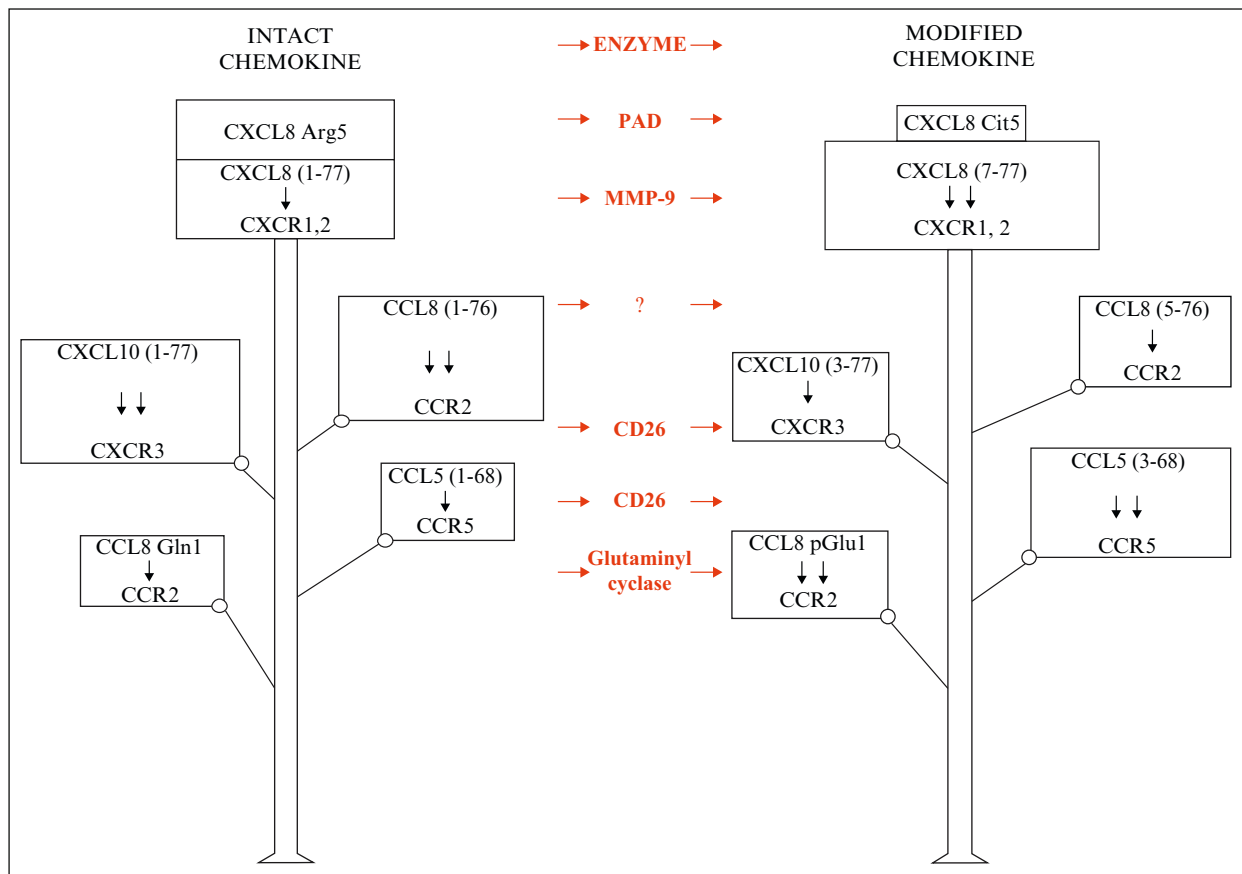 INTACT
CHEMOKINE
ENZYME
MODIFIED
CHEMOKINE
CXCL8 Arg5
PAD
CXCL8 Cit5
CXCL8 (1-77)
CXCR1,2
MMP-9
CXCL8 (7-77)
CXCR1, 2
CCL8 (1-76)
CCR2
?
CCL8 (5-76)
CCR2
CXCL10 (1-77)
CXCR3
CD26
CXCL10 (3-77)
CXCR3
CCL5 (1-68)
CCR5
CD26
CCL5 (3-68)
CCR5
CCL8 Gln1
CCR2
Glutaminyl
cyclase
CCL8 pGlu1
CCR2